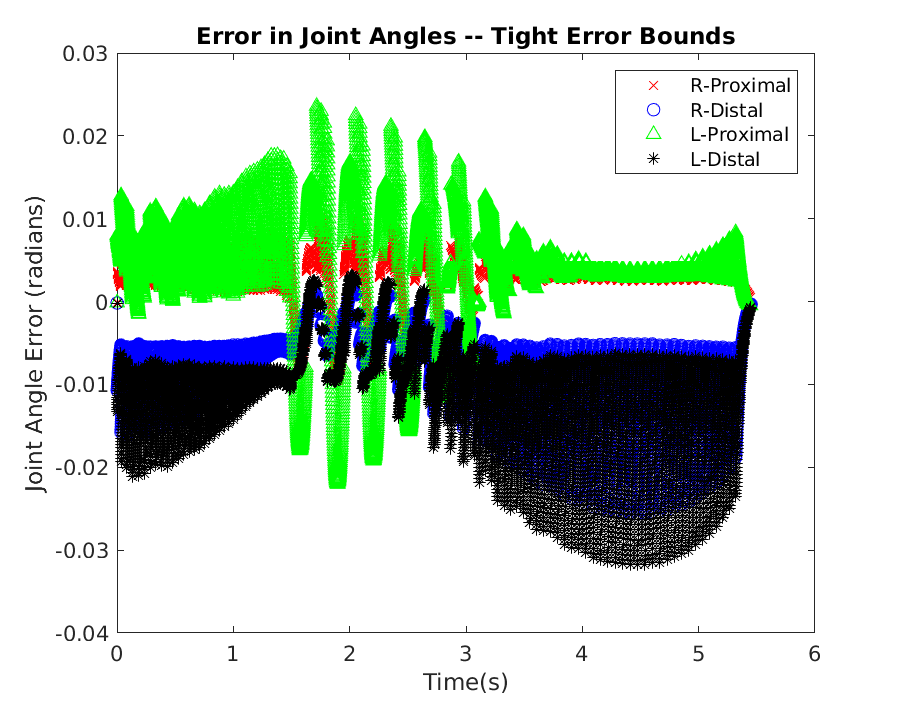 Error in Joint Angles -- Tight Error Bounds
0.03
0.02
0.01
0
-0.01
-0.02
-0.03
-0.04
Joint Angle Error (radians)
R-Proximal
R-Distal
L-Proximal
L-Distal
0 1 2 3 4 5 6
Time(s)